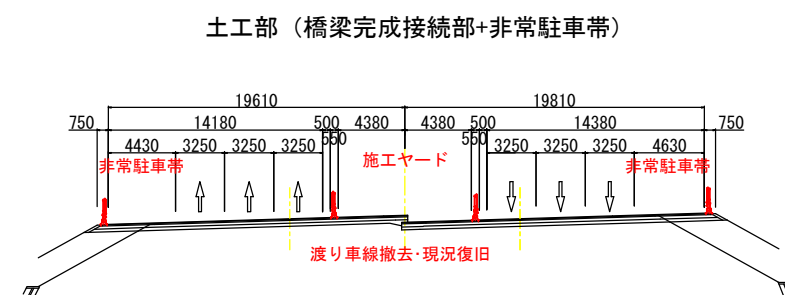 土工部（橋梁完成接続部+非常駐車帯）
19610 19810
750 14180 500 4380 4380 500 14380 750
550 550
4430 3250 3250 3250 3250 3250 3250 4630
非常駐車帯 施工ヤード 非常駐車帯
渡り車線撤去・現況復旧